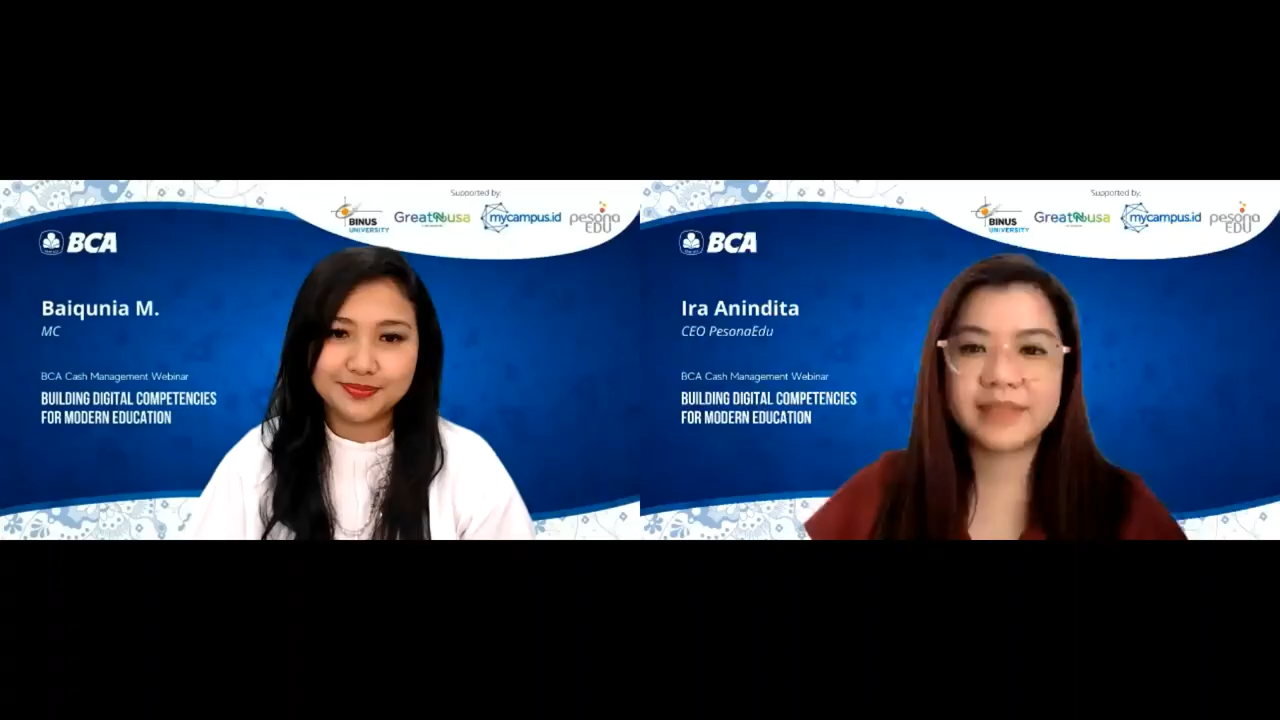 Supported by:
BINUS
UNIVERSITY
GreatNusa
mycampus.id
pesona
EDU
BCA
Baiqunia M.
MC
BCA Cash Management Webinar
BUILDING DIGITAL COMPETENCIES
FOR MODERN EDUCATION
Supported by:
BINUS
UNIVERSITY
GreatNusa
mycampus.id
pesona
EDU
BCA
Ira Anindita
CEO PesonaEdu
BCA Cash Management Webinar
BUILDING DIGITAL COMPETENCIES
FOR MODERN EDUCATION